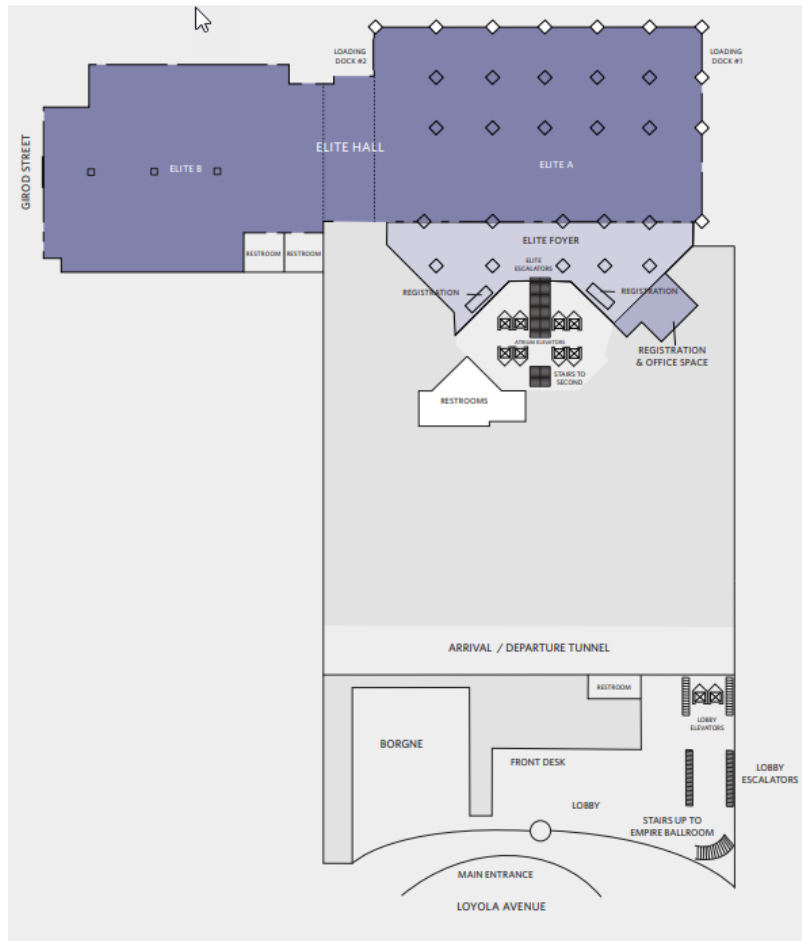 LOADING
DOCK #2
LOADING
DOCK #1
GIROD STREET
ELITE HALL
ELITE B
ELITE A
RESTROOM
RESTROOM
ELITE FOYER
ELITE
ESCALATORS
REGISTRATION
REGISTRATION
ATRIUM ELEVATORS
REGISTRATION
& OFFICE SPACE
STAIRS TO
SECOND
RESTROOMS
ARRIVAL / DEPARTURE TUNNEL
RESTROOM
LOBBY
ELEVATORS
BORGNE
FRONT DESK
LOBBY
ESCALATORS
LOBBY
STAIRS UP TO
EMPIRE BALLROOM
MAIN ENTRANCE
LOYOLA AVENUE